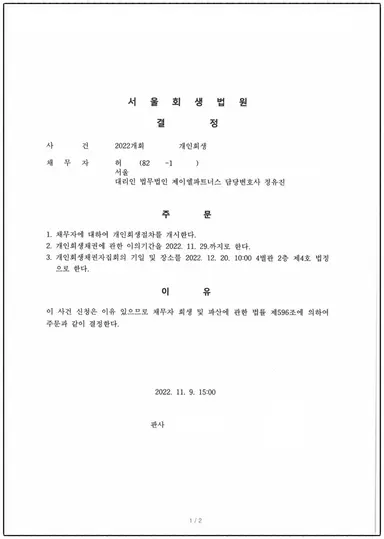 서 울 회 생 법 원
결 정
사 건 2022개회 개인회생
채 무 자 허 (82 -1 )
서울
대리인 법무법인 제이엘파트너스 담당변호사 정유진
주 문
1. 채무자에 대하여 개인회생절차를 개시한다.
2. 개인회생채권에 관한 이의기간을 2022. 11. 29.까지로 한다.
3. 개인회생채권자집회의 기일 및 장소를 2022. 12. 20. 10:00 4별관 2층 제4호 법정
으로 한다.
이 유
이 사건 신청은 이유 있으므로 채무자 회생 및 파산에 관한 법률 제596조에 의하여
주문과 같이 결정한다.
2022. 11. 9. 15:00
판사
1 / 2